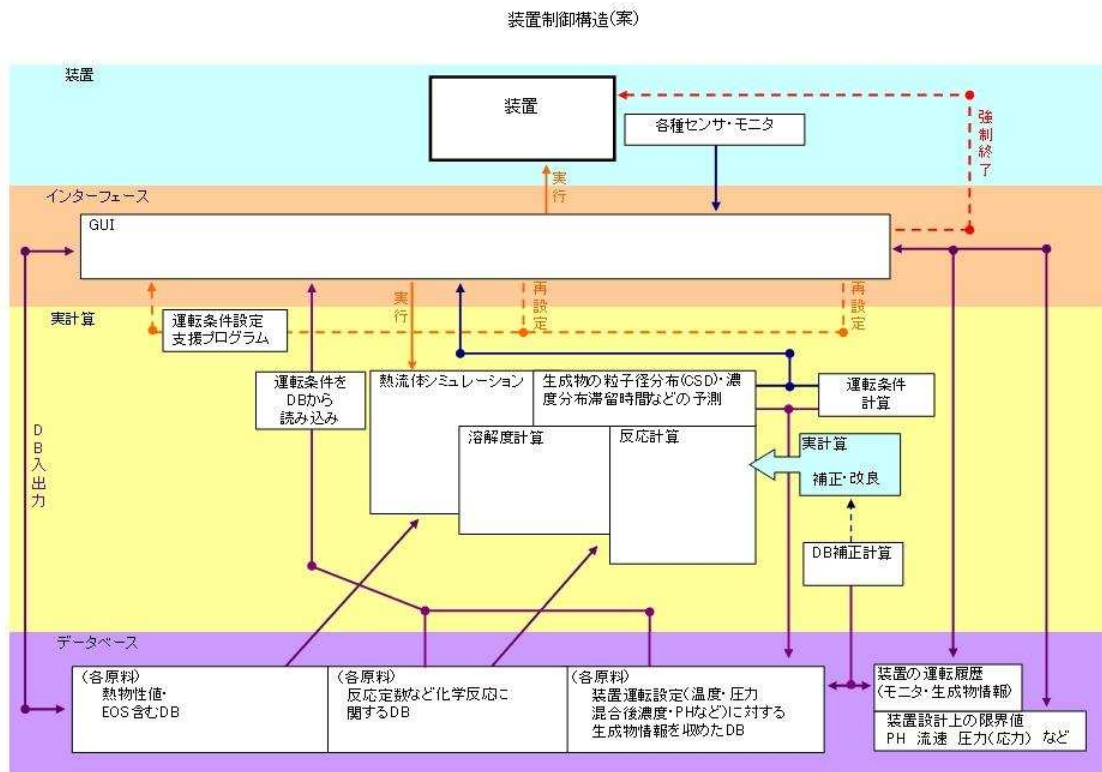 装置制御構造(案)
装置
装置
各種センサ・モニタ
強制終了
実行
インターフェース
GUI
実行
再設定
再設定
実計算
運転条件設定
支援プログラム
運転条件を
DBから
読み込み
熱流体シミュレーション
生成物の粒子径分布(CSD)・濃
度分布滞留時間などの予測
運転条件
計算
溶解度計算
反応計算
実計算
補正・改良
DB入出力
DB補正計算
データベース
(各原料)
熱物性値・
EOS含むDB
(各原料)
反応定数など化学反応に
関するDB
(各原料)
装置運転設定(温度・圧力
混合後濃度・PHなど)に対する
生成物情報を収めたDB
装置の運転履歴
(モニタ・生成物情報)
装置設計上の限界値
PH 流速 圧力(応力) など